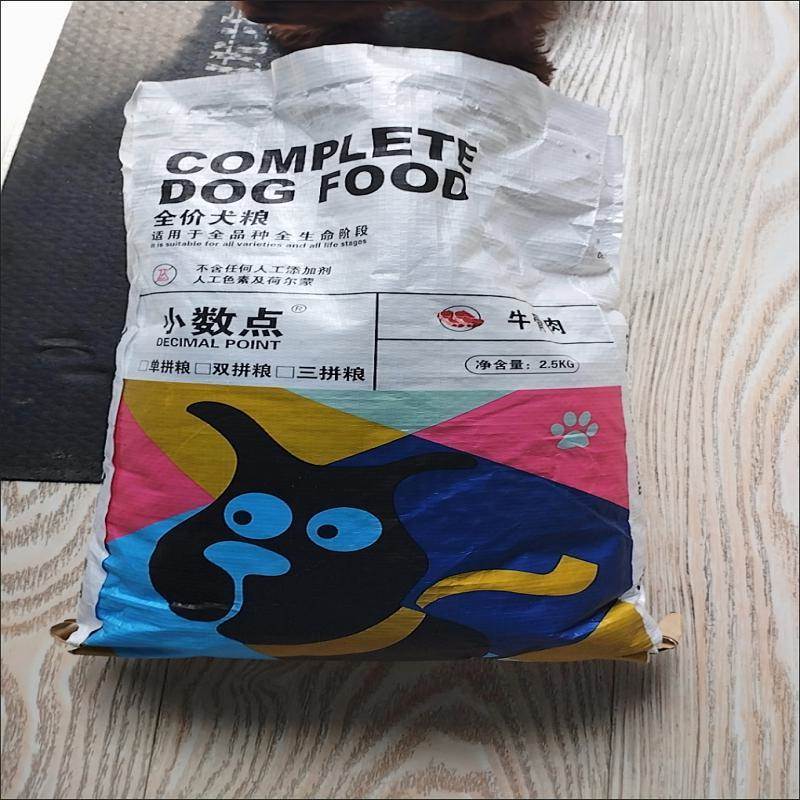 COMPLETE
DOG FOOD
全价犬粮
适用于全品种全生命阶段
It is suitable for all varieties and all life stages
不含任何人工添加剂
人工色素及荷尔蒙
小数点®
DECIMAL POINT
□单拼粮□双拼粮□三拼粮
牛 肉
净含量：2.5KG